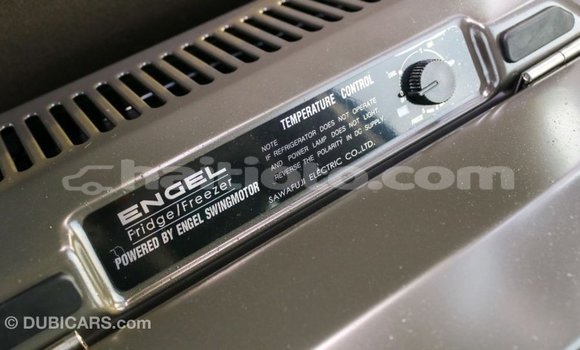 ENGEL
Fridge/Freezer
POWERED BY ENGEL SWINGMOTOR
TEMPERATURE CONTROL
NOTE
IF REFRIGERATOR DOES NOT OPERATE
AND POWER LAMP DOES NOT LIGHT,
REVERSE THE POLARITY IN DC SUPPLY
SAWAFUJI ELECTRIC CO.,LTD.
haitioto.com
© DUBICARS.com